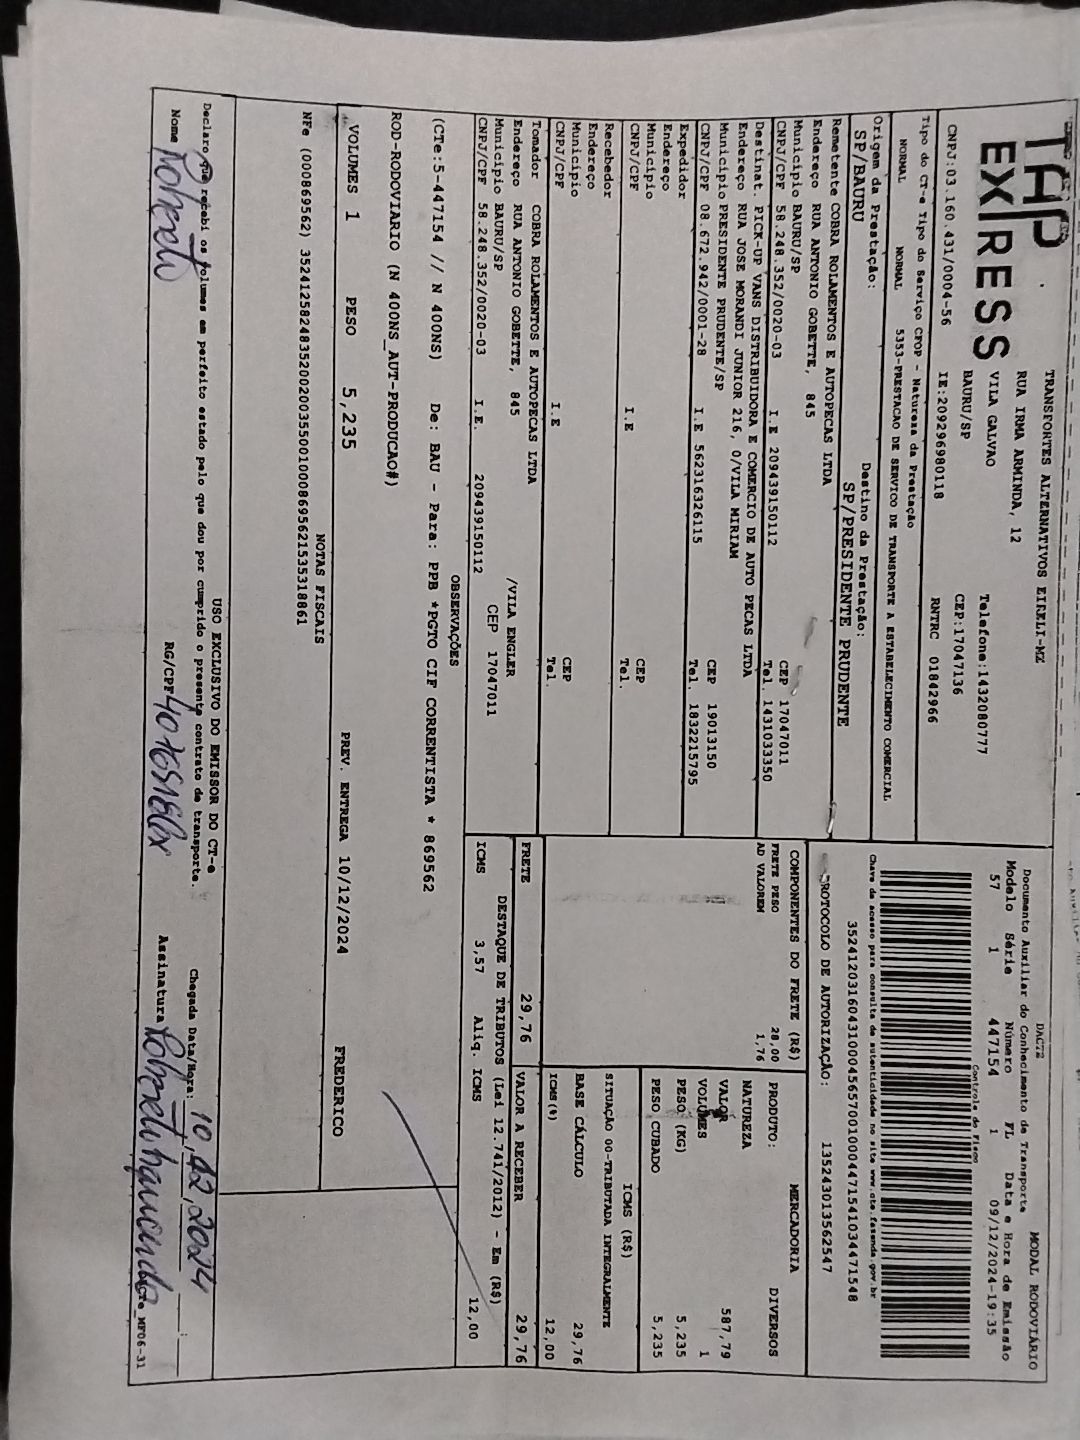 TAP EXPRESS
TRANSPORTES ALTERNATIVOS EIRELI-ME
RUA IRMA ARMINDA, 12
VILA GALVAO Telefone:1432080777
BAURU/SP CEP:17047136
CNPJ:03.160.431/0004-56 IE:209296980118 RNTRC 01842966
DACTE MODAL RODOVIÁRIO
Documento Auxiliar do Conhecimento de Transporte
Modelo Série Número FL Data e Hora de Emissão
57 1 447154 1 09/12/2024-19:35
Controle do Fisco
Chave de acesso para consulta de autenticidade no site www.cte.fazenda.gov.br
35241203160431000456570010004471541034471548
PROTOCOLO DE AUTORIZAÇÃO: 135243013562547
Tipo do CT-e Tipo do Serviço CFOP - Natureza da Prestação
NORMAL NORMAL 5353-PRESTACAO DE SERVICO DE TRANSPORTE A ESTABELECIMENTO COMERCIAL
Origem da Prestação: Destino da Prestação:
SP/BAURU SP/PRESIDENTE PRUDENTE
Remetente COBRA ROLAMENTOS E AUTOPECAS LTDA
Endereço RUA ANTONIO GOBETTE, 845
Município BAURU/SP CEP 17047011
CNPJ/CPF 58.248.352/0020-03 I.E 209439150112 Tel. 1431033350
Destinat. PICK-UP VANS DISTRIBUIDORA E COMERCIO DE AUTO PECAS LTDA
Endereço RUA JOSE MORANDI JUNIOR 216, 0/VILA MIRIAM
Município PRESIDENTE PRUDENTE/SP CEP 19013150
CNPJ/CPF 08.672.942/0001-28 I.E 562316326115 Tel. 1832215795
Expedidor
Endereço
Município CEP
CNPJ/CPF I.E Tel.
Recebedor
Endereço
Município CEP
CNPJ/CPF I.E Tel.
Tomador COBRA ROLAMENTOS E AUTOPECAS LTDA
Endereço RUA ANTONIO GOBETTE, 845 /VILA ENGLER
Município BAURU/SP CEP 17047011
CNPJ/CPF 58.248.352/0020-03 I.E. 209439150112
COMPONENTES DO FRETE (R$)
FRETE PESO 28,00
AD VALOREM 1,76
MERCADORIA
PRODUTO: DIVERSOS
NATUREZA
VALOR 587,79
VOLUMES 1
PESO (KG) 5,235
PESO CUBADO 5,235
ICMS (R$)
SITUAÇÃO 00-TRIBUTADA INTEGRALMENTE
BASE CÁLCULO 29,76
ICMS(%) 12,00
FRETE 29,76 VALOR A RECEBER 29,76
DESTAQUE DE TRIBUTOS (Lei 12.741/2012) - Em (R$)
ICMS 3,57 Aliq. ICMS 12,00
OBSERVAÇÕES
(CTe:5-447154 // N 400NS) De: BAU - Para: PPB *PGTO CIF CORRENTISTA * 869562
ROD-RODOVIARIO (N 400NS_AUT-PRODUCAO#)
VOLUMES 1 PESO 5,235 PREV. ENTREGA 10/12/2024 FREDERICO
NOTAS FISCAIS
NFe (000869562) 35241258248352002003550010008695621535318861
USO EXCLUSIVO DO EMISSOR DO CT-e
Declaro que recebi os volumes em perfeito estado pelo que dou por cumprido o presente contrato de transporte. Chegada Data/Hora: 10,12,2024 :
Nome Roberto RG/CPF Assinatura Roberto